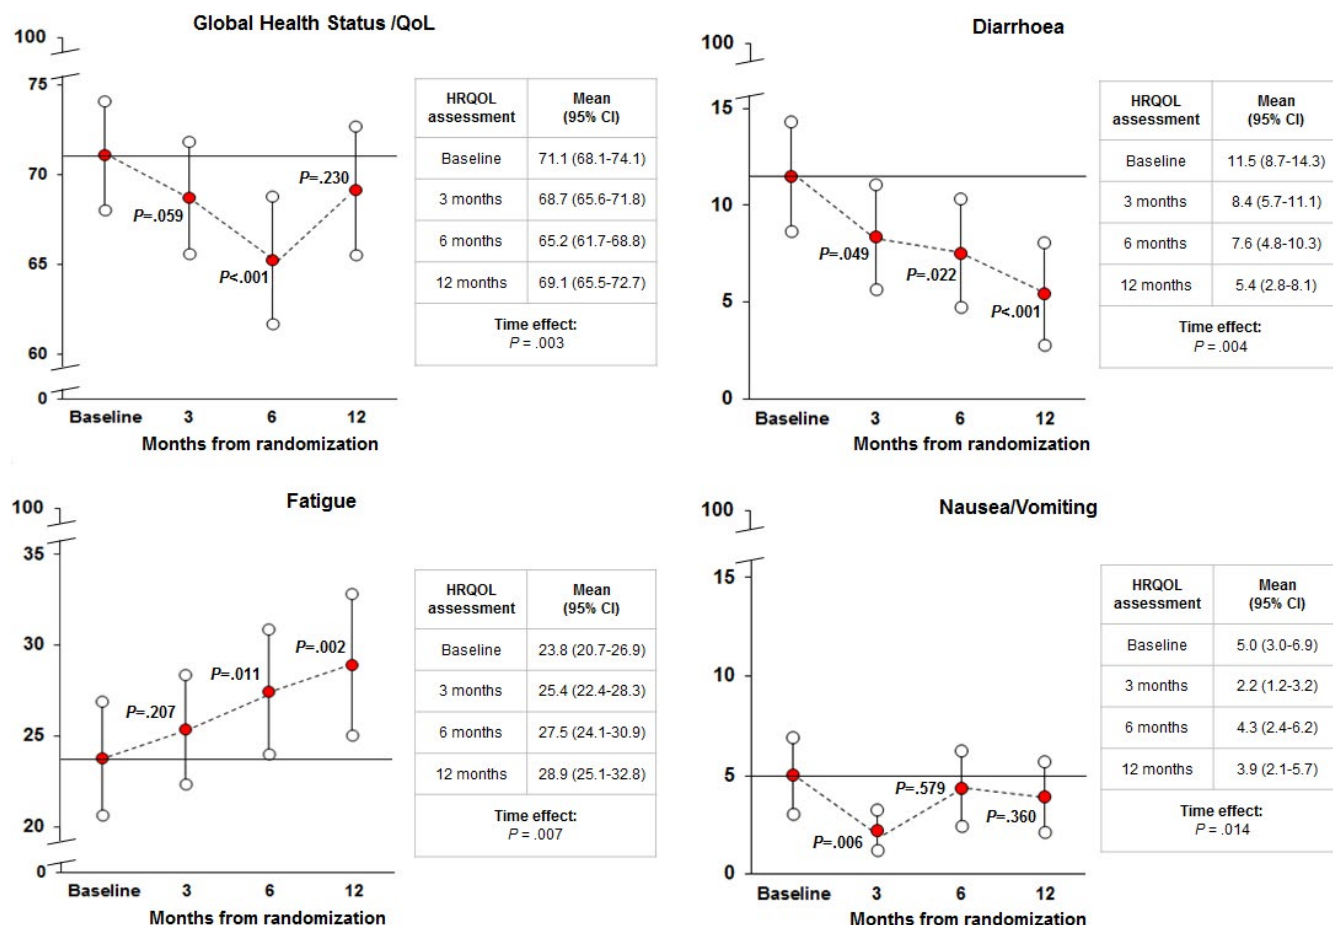 Global Health Status /QoL
100
75
70
65
60
0
P=.059
P<.001
P=.230
Baseline 3 6 12
Months from randomization
HRQOL assessment Mean (95% CI)
Baseline 71.1 (68.1-74.1)
3 months 68.7 (65.6-71.8)
6 months 65.2 (61.7-68.8)
12 months 69.1 (65.5-72.7)
Time effect:
P = .003
Diarrhoea
100
15
10
5
0
P=.049
P=.022
P<.001
Baseline 3 6 12
Months from randomization
HRQOL assessment Mean (95% CI)
Baseline 11.5 (8.7-14.3)
3 months 8.4 (5.7-11.1)
6 months 7.6 (4.8-10.3)
12 months 5.4 (2.8-8.1)
Time effect:
P = .004
Fatigue
100
35
30
25
20
0
P=.207
P=.011
P=.002
Baseline 3 6 12
Months from randomization
HRQOL assessment Mean (95% CI)
Baseline 23.8 (20.7-26.9)
3 months 25.4 (22.4-28.3)
6 months 27.5 (24.1-30.9)
12 months 28.9 (25.1-32.8)
Time effect:
P = .007
Nausea/Vomiting
100
15
10
5
0
P=.006
P=.579
P=.360
Baseline 3 6 12
Months from randomization
HRQOL assessment Mean (95% CI)
Baseline 5.0 (3.0-6.9)
3 months 2.2 (1.2-3.2)
6 months 4.3 (2.4-6.2)
12 months 3.9 (2.1-5.7)
Time effect:
P = .014